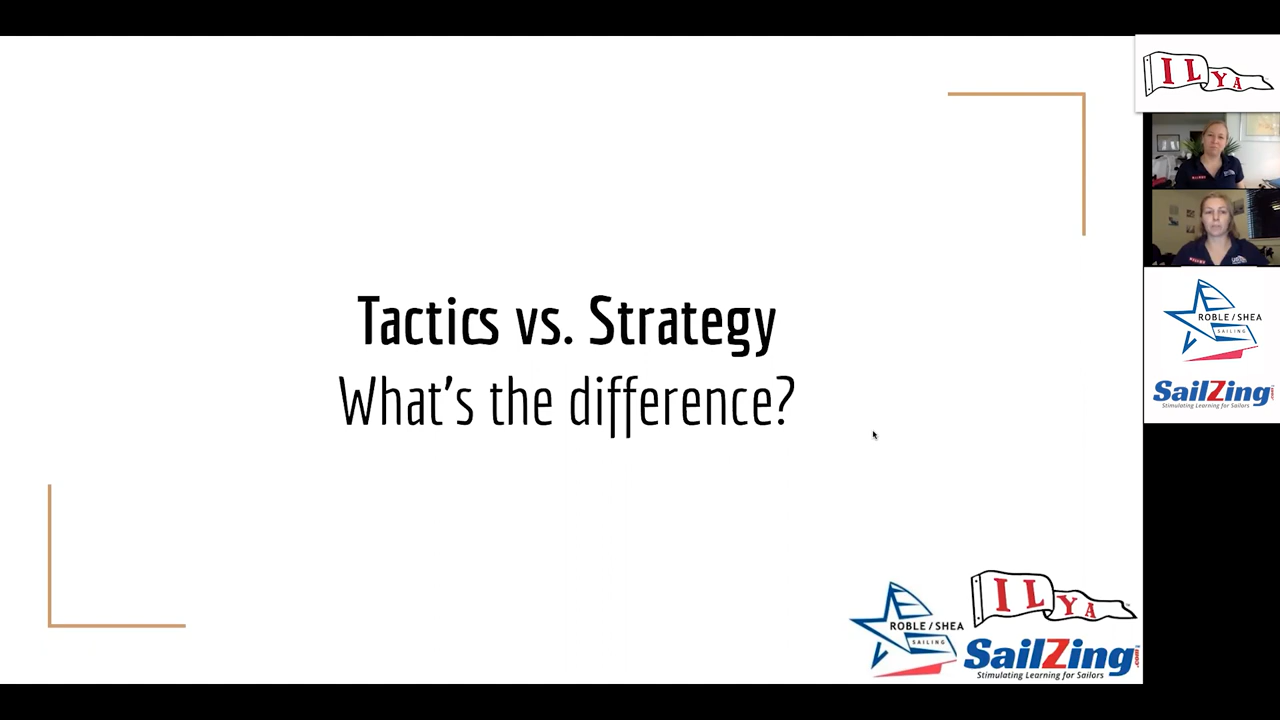 Tactics vs. Strategy
What's the difference?
ILYA
ROBLE/SHEA
SAILING
SailZing
Stimulating Learning for Sailors
ILYA
ROBLE/SHEA
SAILING
SailZing
Stimulating Learning for Sailors